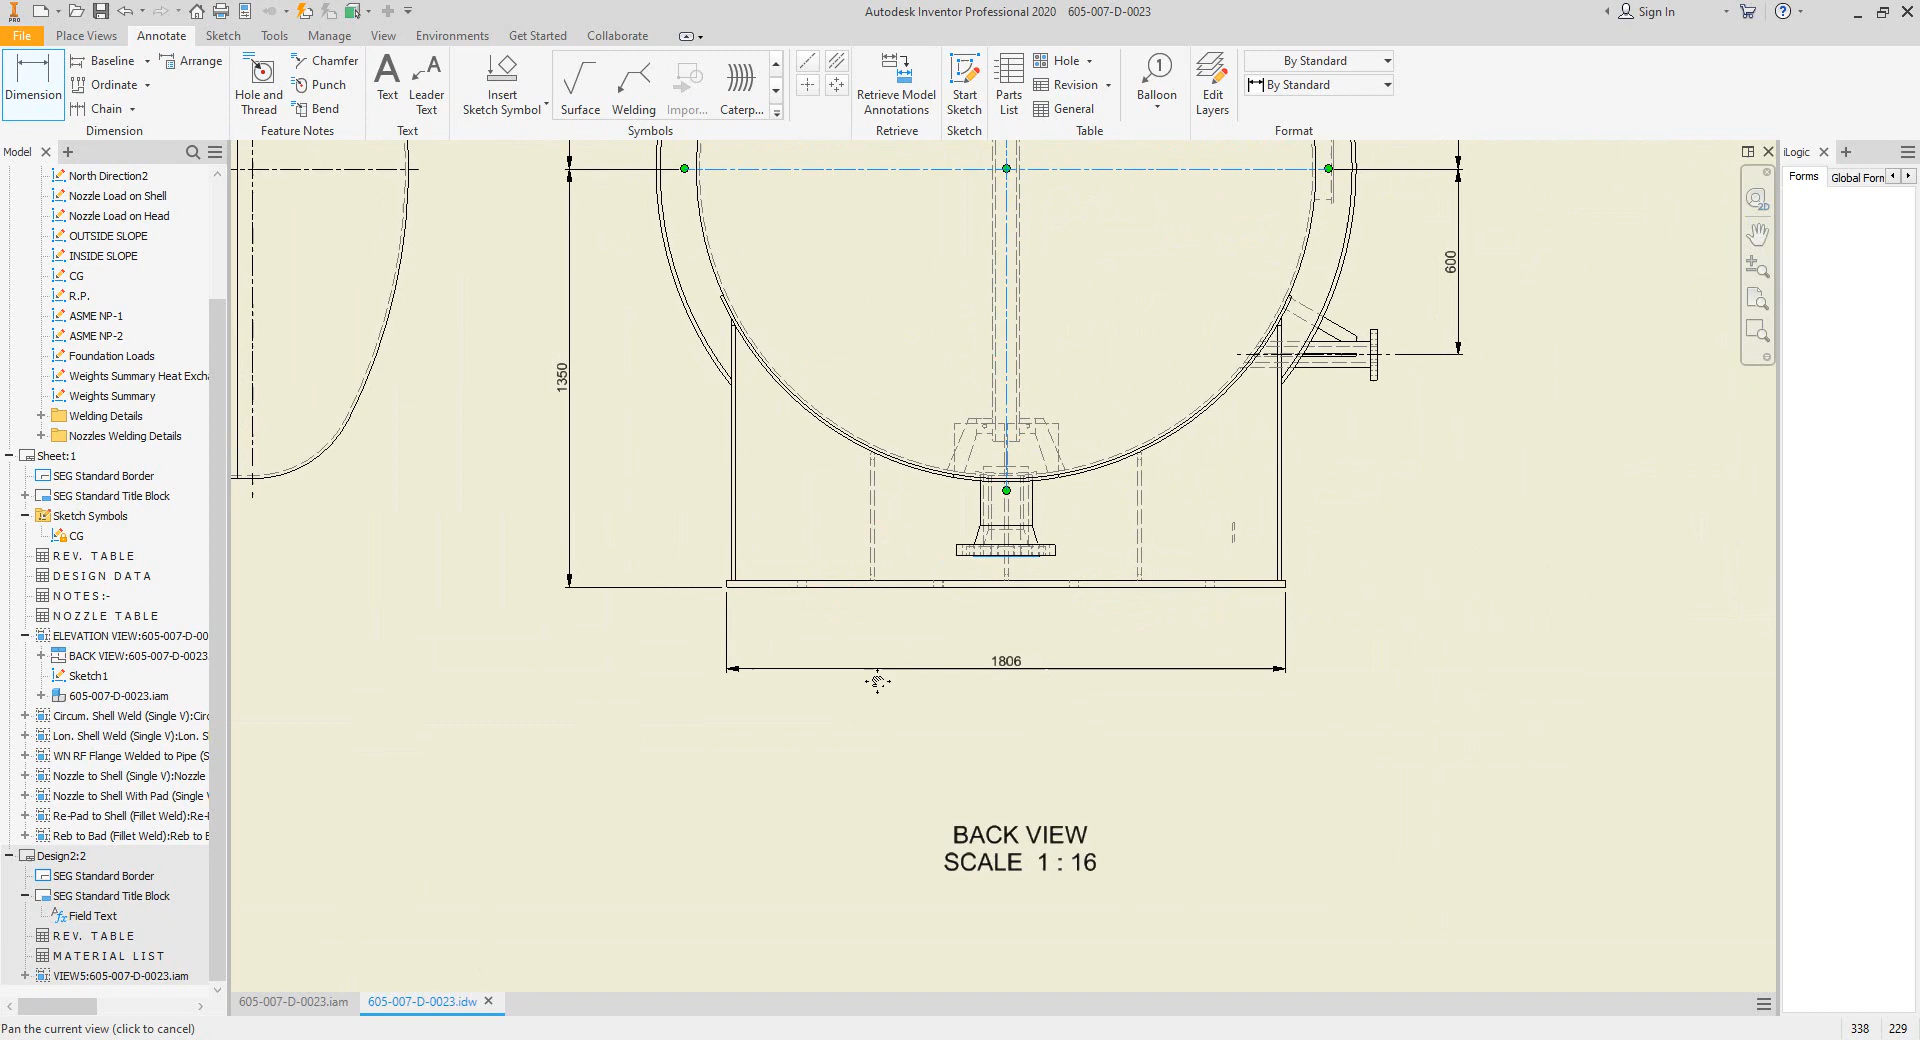 Autodesk Inventor Professional 2020 605-007-D-0023
Sign In
PRO
File Place Views Annotate Sketch Tools Manage View Environments Get Started Collaborate
Dimension
Baseline
Ordinate
Chain
Arrange
Dimension
Hole and Thread
Chamfer
Punch
Bend
Feature Notes
Text
Leader Text
Text
Insert Sketch Symbol
Surface
Welding
Impor...
Caterp...
Symbols
Retrieve Model Annotations
Retrieve
Start Sketch
Sketch
Parts List
Hole
Revision
General
Table
Balloon
Edit Layers
By Standard
By Standard
Format
Model
iLogic
Forms
Global Forn
North Direction2
Nozzle Load on Shell
Nozzle Load on Head
OUTSIDE SLOPE
INSIDE SLOPE
CG
R.P.
ASME NP-1
ASME NP-2
Foundation Loads
Weights Summary Heat Excha
Weights Summary
Welding Details
Nozzles Welding Details
Sheet:1
SEG Standard Border
SEG Standard Title Block
Sketch Symbols
CG
REV. TABLE
DESIGN DATA
NOTES:-
NOZZLE TABLE
ELEVATION VIEW:605-007-D-00
BACK VIEW:605-007-D-0023
Sketch1
605-007-D-0023.iam
Circum. Shell Weld (Single V):Circ
Lon. Shell Weld (Single V):Lon. S
WN RF Flange Welded to Pipe (S
Nozzle to Shell (Single V):Nozzle
Nozzle to Shell With Pad (Single V
Re-Pad to Shell (Fillet Weld):Re-I
Reb to Bad (Fillet Weld):Reb to E
Design2:2
SEG Standard Border
SEG Standard Title Block
Field Text
REV. TABLE
MATERIAL LIST
VIEW5:605-007-D-0023.iam
1350
600
1806
BACK VIEW
SCALE 1 : 16
2D
605-007-D-0023.iam
605-007-D-0023.idw
Pan the current view (click to cancel)
338 229